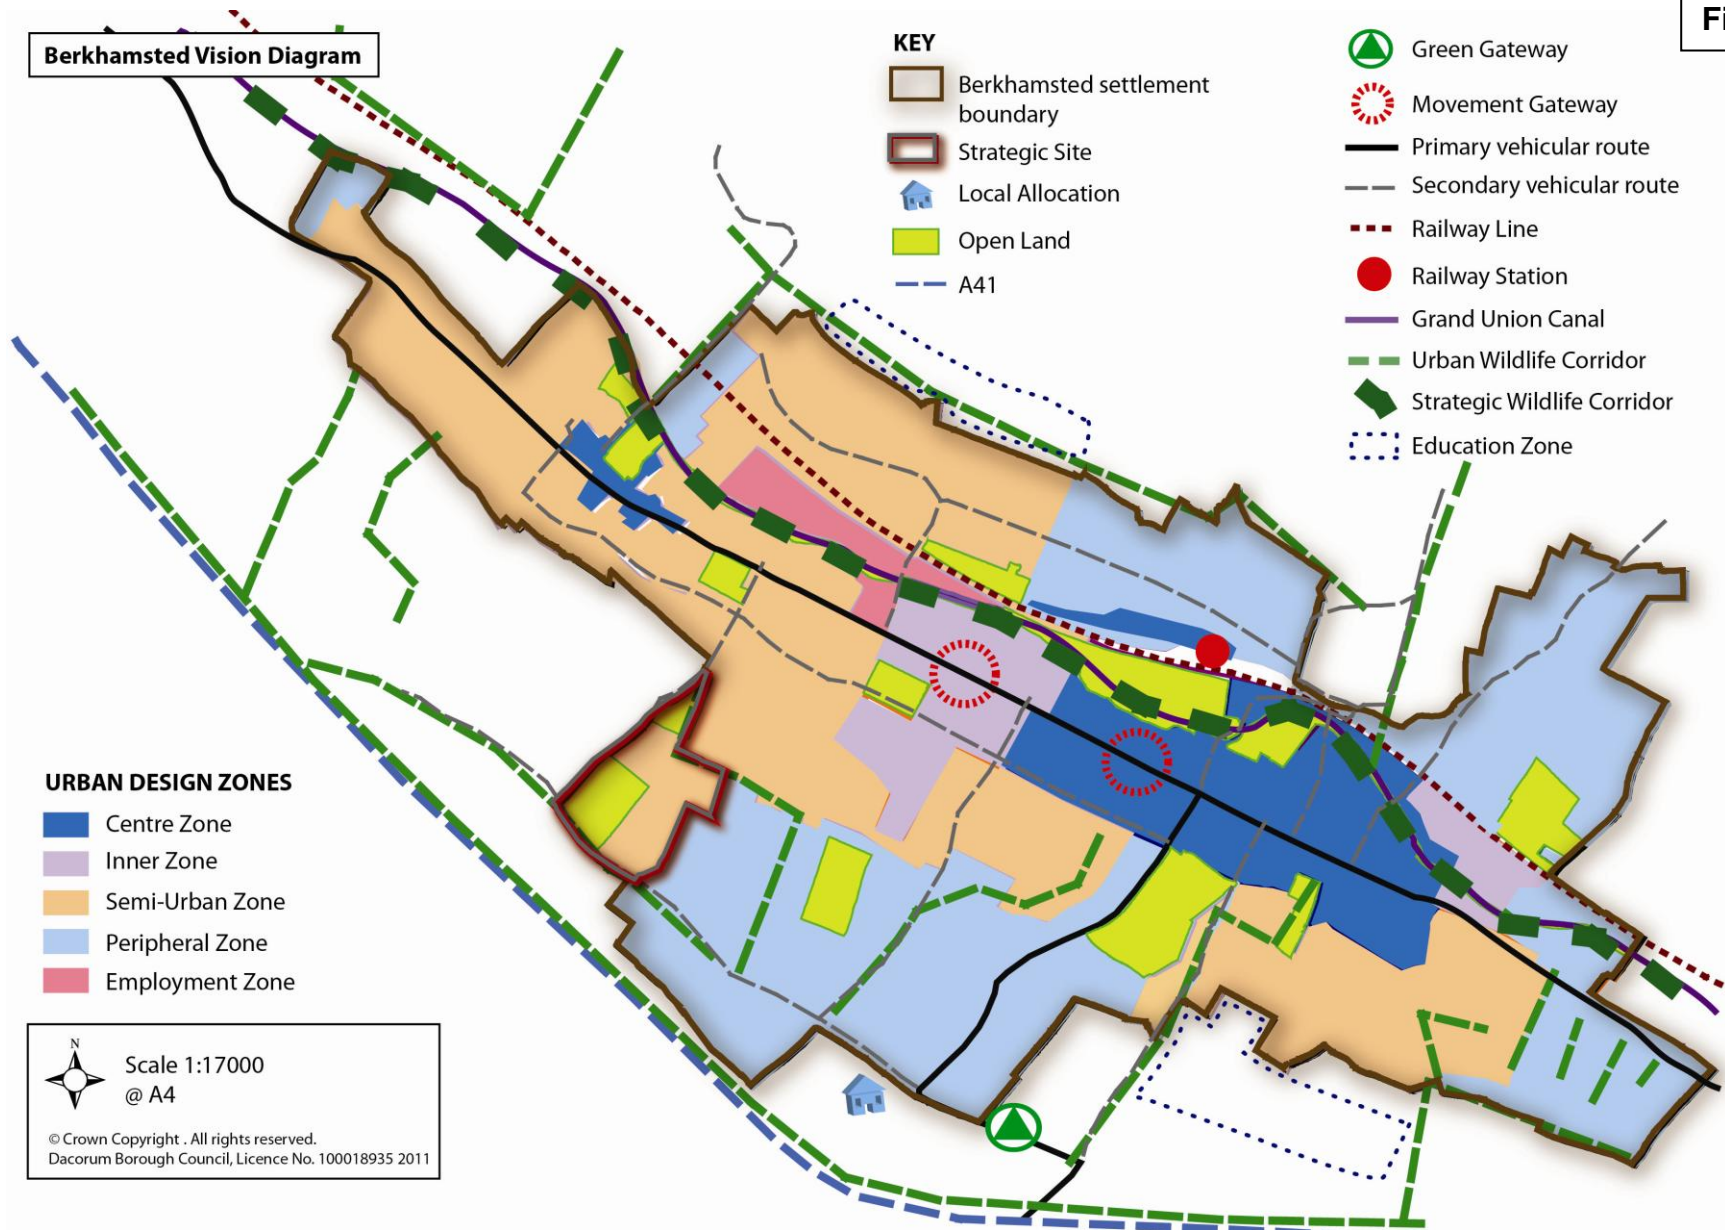 Fi
Berkhamsted Vision Diagram
KEY
Berkhamsted settlement
boundary
Strategic Site
Local Allocation
Open Land
A41
Green Gateway
Movement Gateway
Primary vehicular route
Secondary vehicular route
Railway Line
Railway Station
Grand Union Canal
Urban Wildlife Corridor
Strategic Wildlife Corridor
Education Zone
URBAN DESIGN ZONES
Centre Zone
Inner Zone
Semi-Urban Zone
Peripheral Zone
Employment Zone
N
Scale 1:17000
@ A4
© Crown Copyright . All rights reserved.
Dacorum Borough Council, Licence No. 100018935 2011